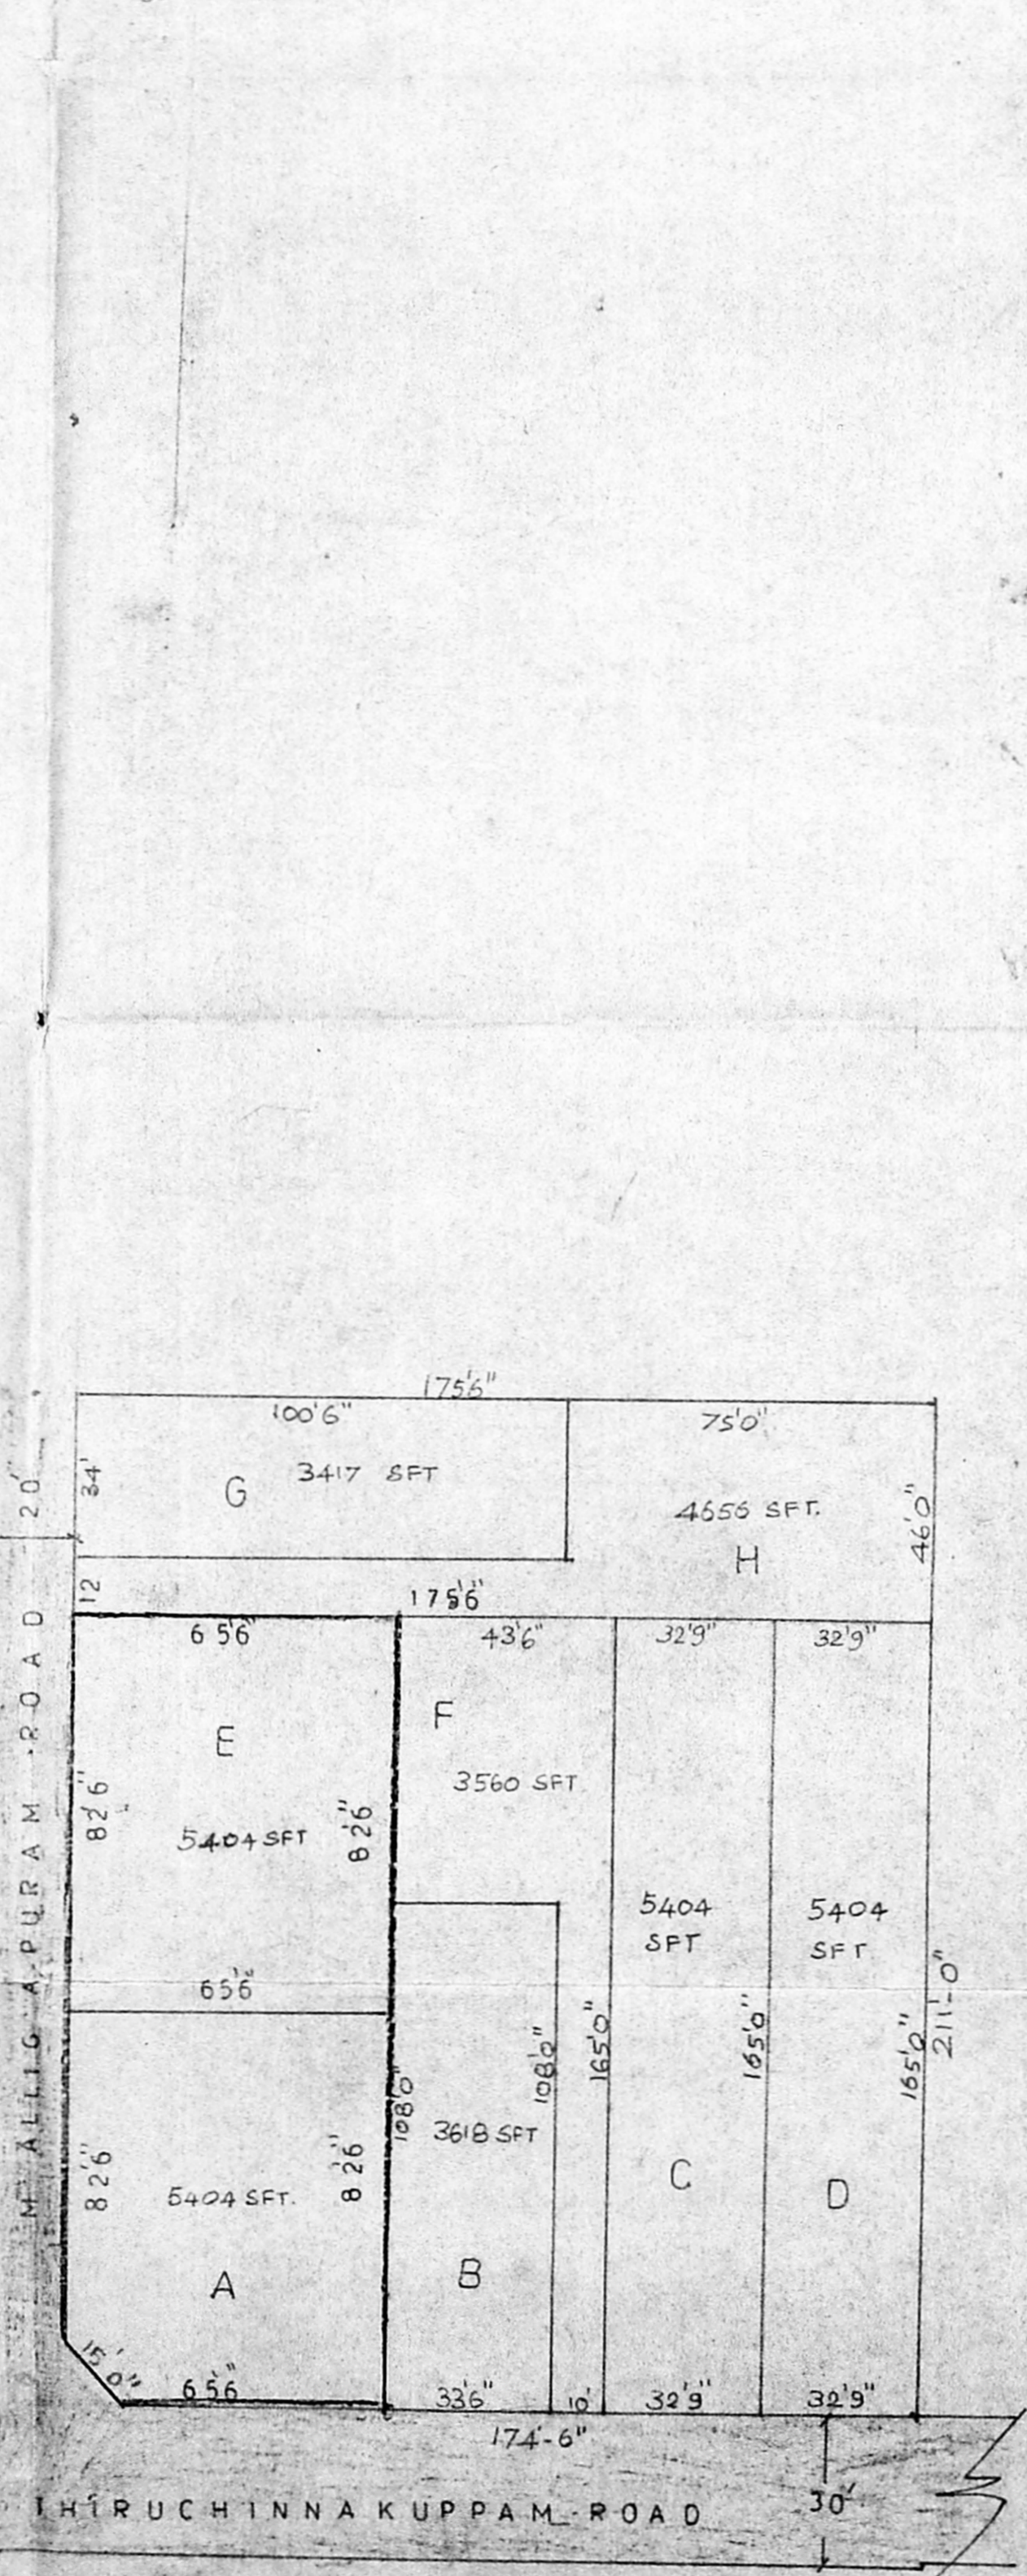 175'6"
100'6"
75'0"
34'
G
3417 SFT
4656 SFT.
H
46'0"
20'
12
175'6"
65'6"
43'6"
32'9"
32'9"
E
F
3560 SFT
82'6"
5404 SFT
82'6"
5404
SFT
5404
SFT
65'6"
108'0"
108'0"
165'0"
165'0"
165'0"
211'-0"
3618 SFT
82'6"
5404 SFT.
82'6"
C
D
A
B
15'0"
65'6"
33'6"
10'
32'9"
32'9"
174'-6"
MALLIGAPURAM ROAD
THIRUCHINNAKUPPAM ROAD
30'